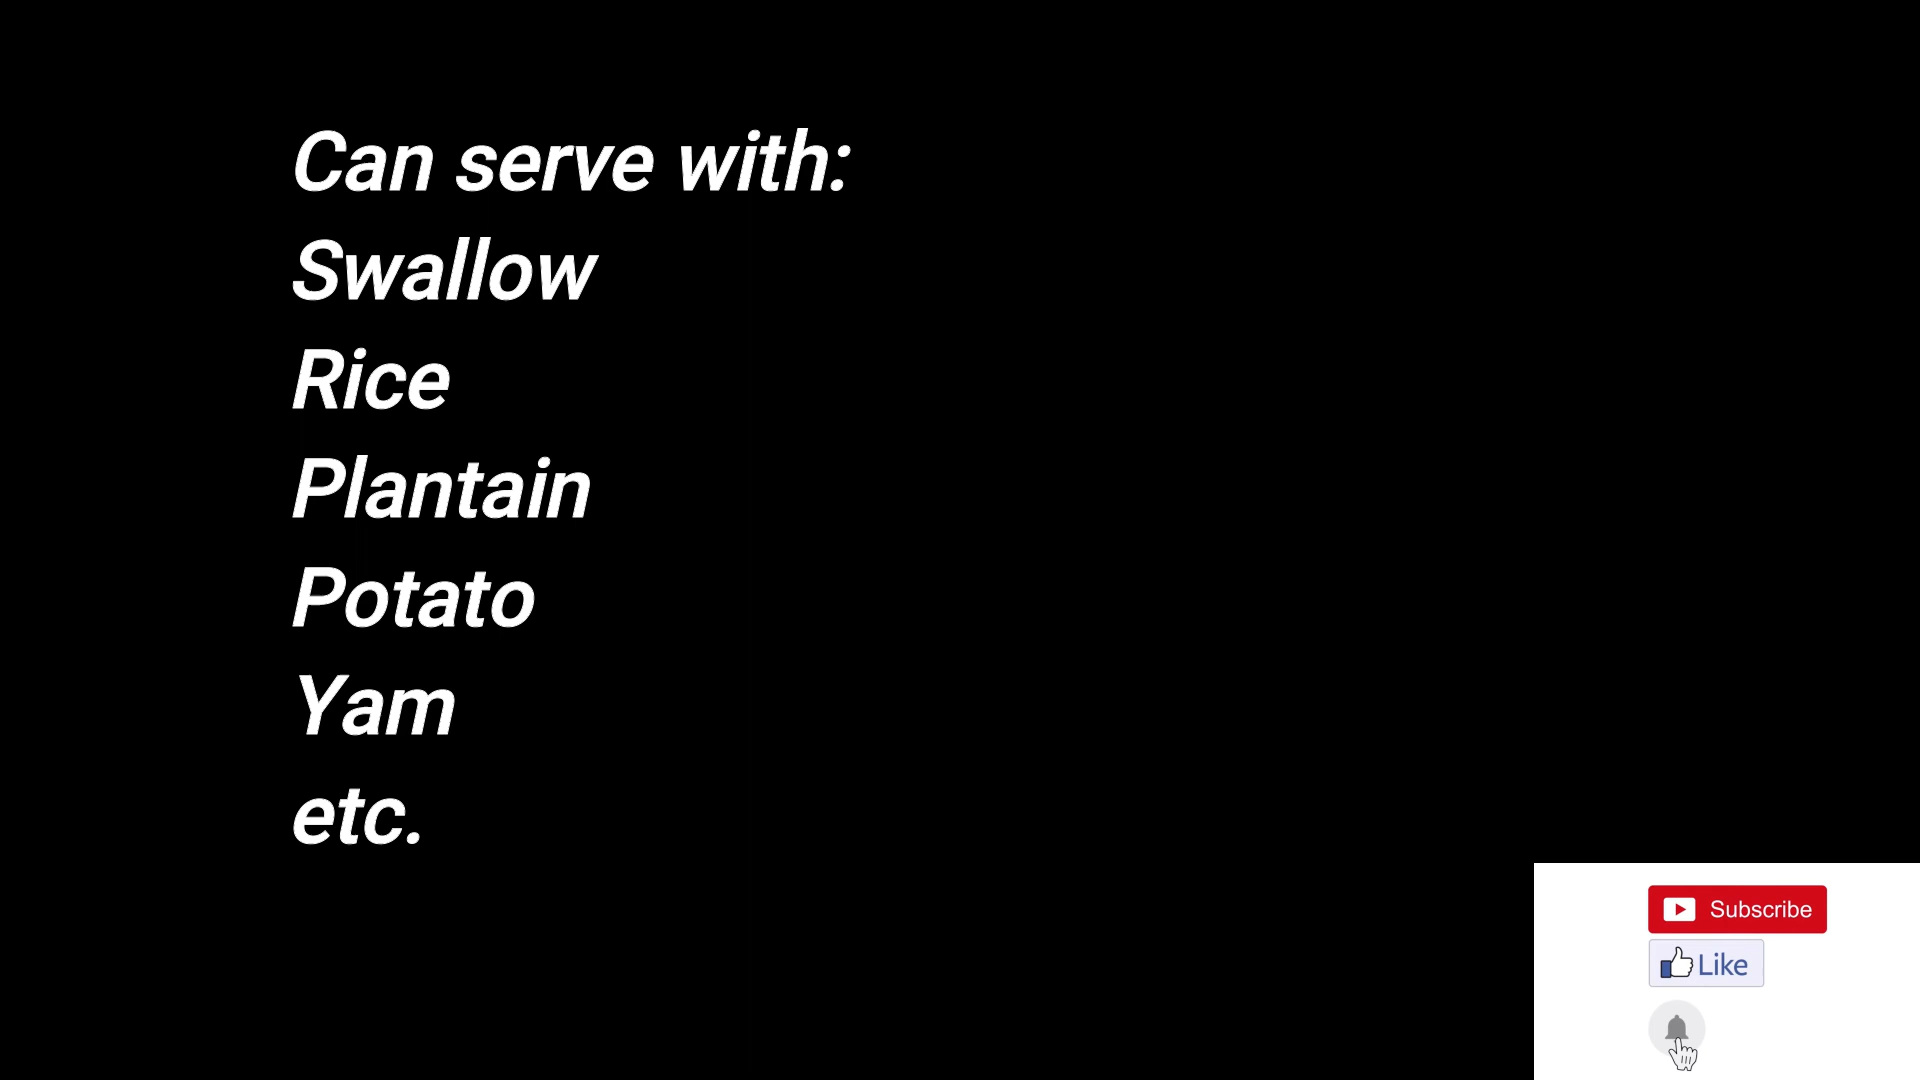 Can serve with:
Swallow
Rice
Plantain
Potato
Yam
etc.
Subscribe
Like